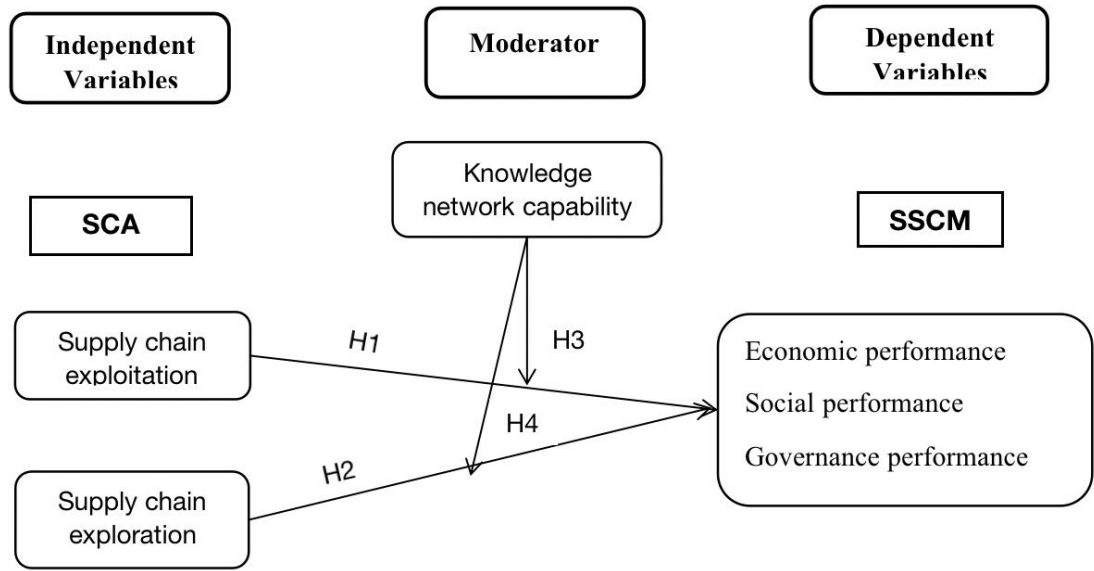 Independent
Variables
Moderator
Dependent
Variables
Knowledge
network capability
SCA
SSCM
Supply chain
exploitation
H1
H3
Economic performance
Social performance
Governance performance
H4
H2
Supply chain
exploration